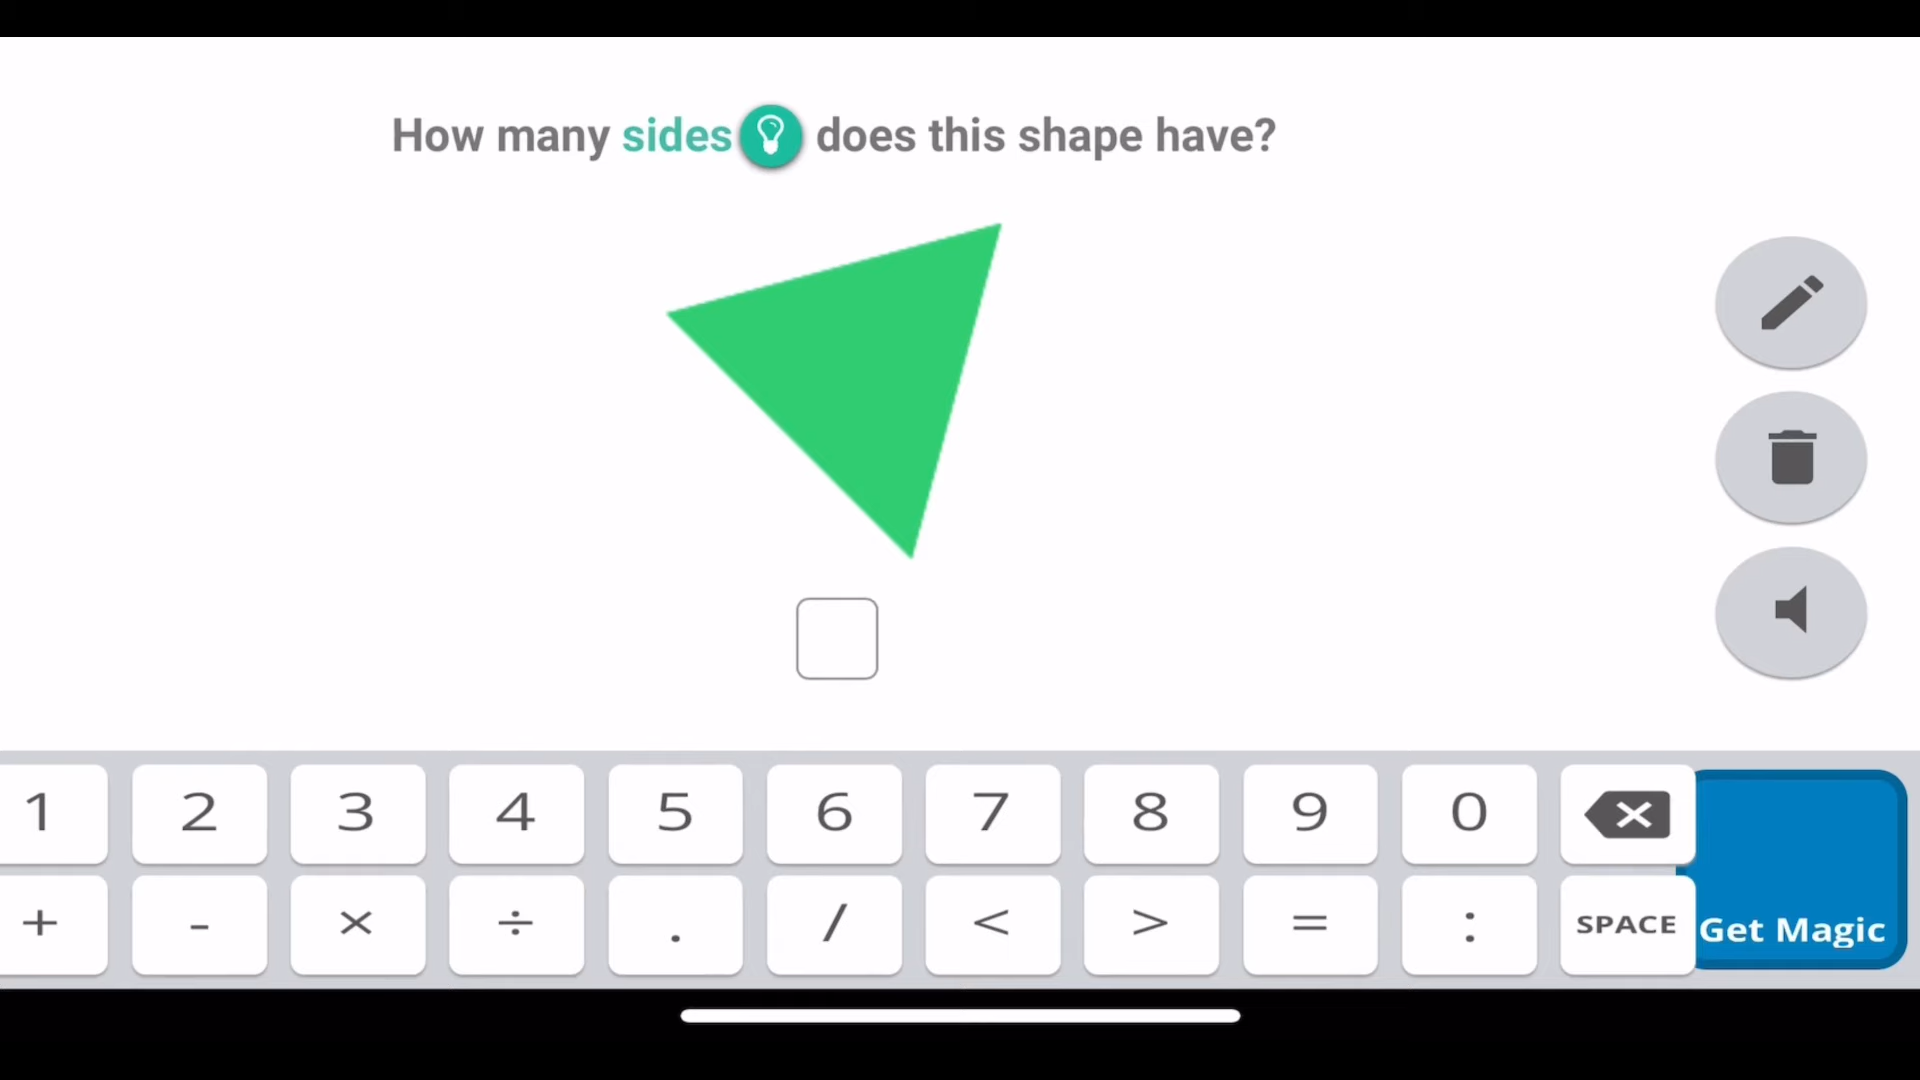 How many sides does this shape have?
1 2 3 4 5 6 7 8 9 0
+ - × ÷ . / < > = : SPACE
Get Magic